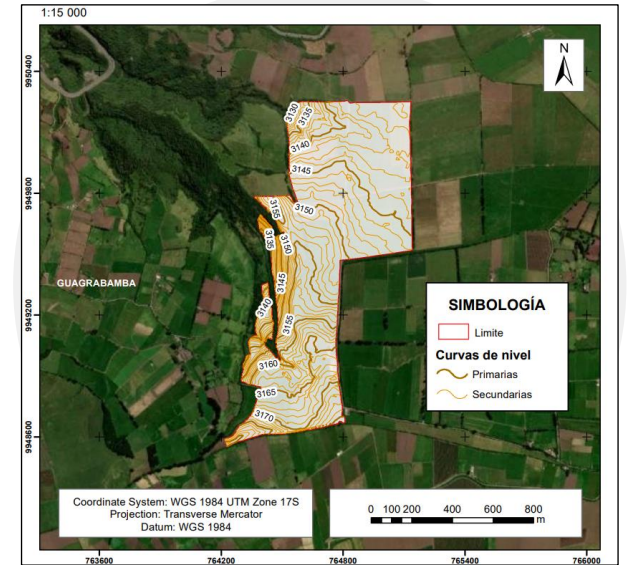 1:15 000
N
9950400
3130
3135
3140
3145
9949800
3155
3150
3135
3150
GUAGRABAMBA
3145
3140
3155
9949200
SIMBOLOGÍA
Limite
Curvas de nivel
Primarias
Secundarias
3160
3165
3170
9948600
Coordinate System: WGS 1984 UTM Zone 17S
Projection: Transverse Mercator
Datum: WGS 1984
0 100 200 400 600 800
m
763600 764200 764800 765400 766000